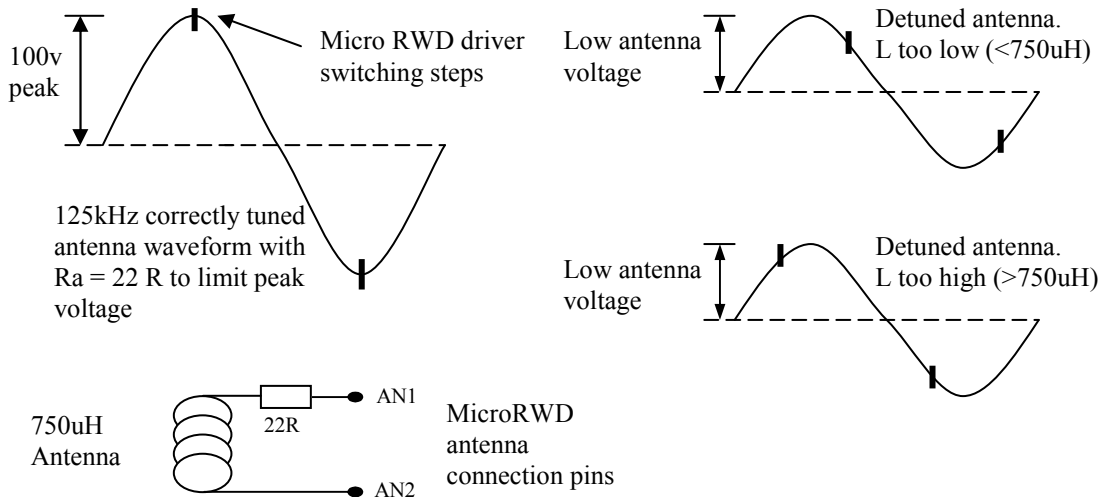 100v
peak
Micro RWD driver
switching steps
125kHz correctly tuned
antenna waveform with
Ra = 22 R to limit peak
voltage
Low antenna
voltage
Detuned antenna.
L too low (<750uH)
Low antenna
voltage
Detuned antenna.
L too high (>750uH)
750uH
Antenna
22R
AN1
AN2
MicroRWD
antenna
connection pins